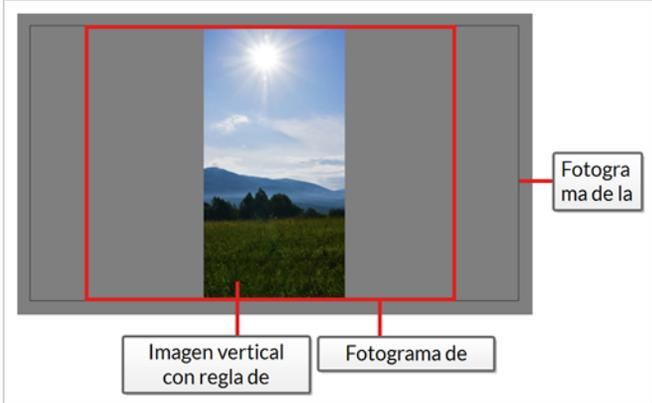 Fotogra
ma de la
Imagen vertical
con regla de
Fotograma de